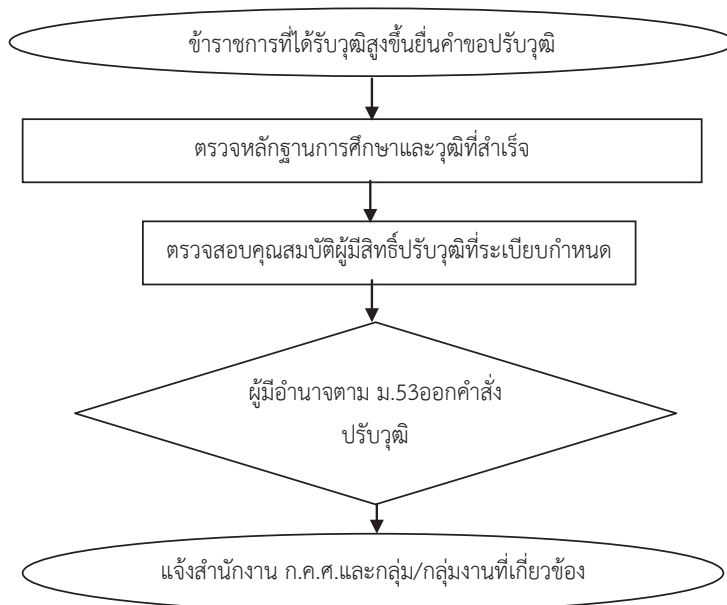 ข้าราชการที่ได้รับวุฒิสูงขึ้นยื่นคำขอปรับวุฒิ
ตรวจหลักฐานการศึกษาและวุฒิที่สำเร็จ
ตรวจสอบคุณสมบัติผู้มีสิทธิ์ปรับวุฒิที่ระเบียบกำหนด
ผู้มีอำนาจตาม ม.53ออกคำสั่ง
ปรับวุฒิ
แจ้งสำนักงาน ก.ค.ศ.และกลุ่ม/กลุ่มงานที่เกี่ยวข้อง